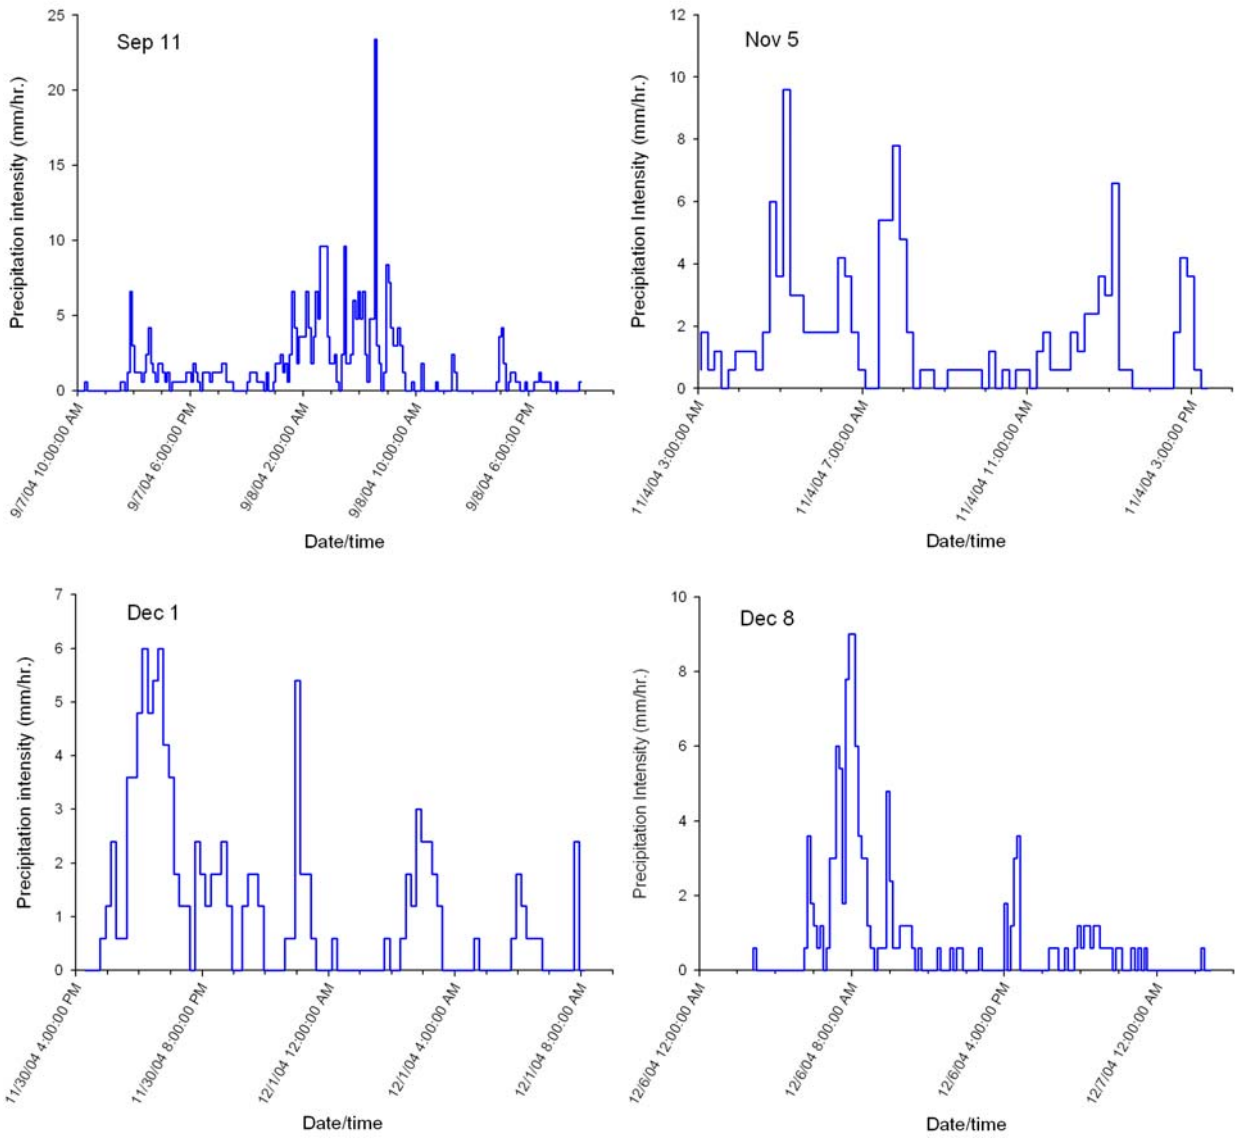 Sep 11
Precipitation intensity (mm/hr.)
25
20
15
10
5
0
9/7/04 10:00:00 AM
9/7/04 6:00:00 PM
9/8/04 2:00:00 AM
9/8/04 10:00:00 AM
9/8/04 6:00:00 PM
Date/time
Nov 5
Precipitation Intensity (mm/hr.)
12
10
8
6
4
2
0
11/4/04 3:00:00 AM
11/4/04 7:00:00 AM
11/4/04 11:00:00 AM
11/4/04 3:00:00 PM
Date/time
Dec 1
Precipitation intensity (mm/hr.)
7
6
5
4
3
2
1
0
11/30/04 4:00:00 PM
11/30/04 8:00:00 PM
12/1/04 12:00:00 AM
12/1/04 4:00:00 AM
12/1/04 8:00:00 AM
Date/time
Dec 8
Precipitation Intensity (mm/hr.)
10
8
6
4
2
0
12/6/04 12:00:00 AM
12/6/04 8:00:00 AM
12/6/04 4:00:00 PM
12/7/04 12:00:00 AM
Date/time